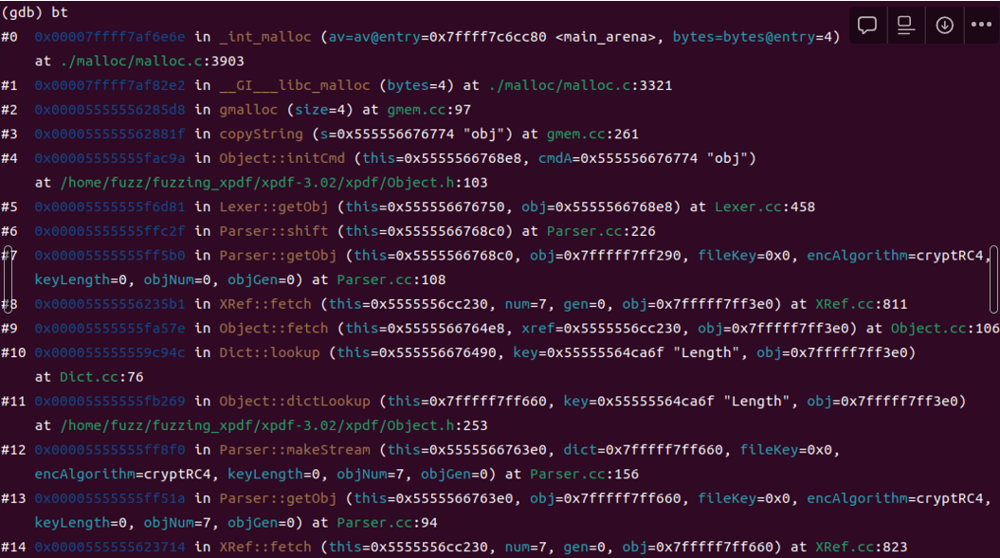 (gdb) bt
#0  0x00007ffff7af6e6e in _int_malloc (av=av@entry=0x7ffff7c6cc80 <main_arena>, bytes=bytes@entry=4)
    at ./malloc/malloc.c:3903
#1  0x00007ffff7af82e2 in __GI___libc_malloc (bytes=4) at ./malloc/malloc.c:3321
#2  0x00005555556285d8 in gmalloc (size=4) at gmem.cc:97
#3  0x000055555562881f in copyString (s=0x555556676774 "obj") at gmem.cc:261
#4  0x00005555555fac9a in Object::initCmd (this=0x5555566768e8, cmdA=0x555556676774 "obj")
    at /home/fuzz/fuzzing_xpdf/xpdf-3.02/xpdf/Object.h:103
#5  0x00005555555f6d81 in Lexer::getObj (this=0x555556676750, obj=0x5555566768e8) at Lexer.cc:458
#6  0x00005555555ffc2f in Parser::shift (this=0x5555566768c0) at Parser.cc:226
#7  0x00005555555ff5b0 in Parser::getObj (this=0x5555566768c0, obj=0x7fffff7ff290, fileKey=0x0, encAlgorithm=cryptRC4,
    keyLength=0, objNum=0, objGen=0) at Parser.cc:108
#8  0x00005555556235b1 in XRef::fetch (this=0x5555556cc230, num=7, gen=0, obj=0x7fffff7ff3e0) at XRef.cc:811
#9  0x00005555555fa57e in Object::fetch (this=0x5555566764e8, xref=0x5555556cc230, obj=0x7fffff7ff3e0) at Object.cc:106
#10 0x000055555559c94c in Dict::lookup (this=0x555556676490, key=0x55555564ca6f "Length", obj=0x7fffff7ff3e0)
    at Dict.cc:76
#11 0x00005555555fb269 in Object::dictLookup (this=0x7fffff7ff660, key=0x55555564ca6f "Length", obj=0x7fffff7ff3e0)
    at /home/fuzz/fuzzing_xpdf/xpdf-3.02/xpdf/Object.h:253
#12 0x00005555555ff8f0 in Parser::makeStream (this=0x5555566763e0, dict=0x7fffff7ff660, fileKey=0x0,
    encAlgorithm=cryptRC4, keyLength=0, objNum=7, objGen=0) at Parser.cc:156
#13 0x00005555555ff51a in Parser::getObj (this=0x5555566763e0, obj=0x7fffff7ff660, fileKey=0x0, encAlgorithm=cryptRC4,
    keyLength=0, objNum=7, objGen=0) at Parser.cc:94
#14 0x0000555555623714 in XRef::fetch (this=0x5555556cc230, num=7, gen=0, obj=0x7fffff7ff660) at XRef.cc:823